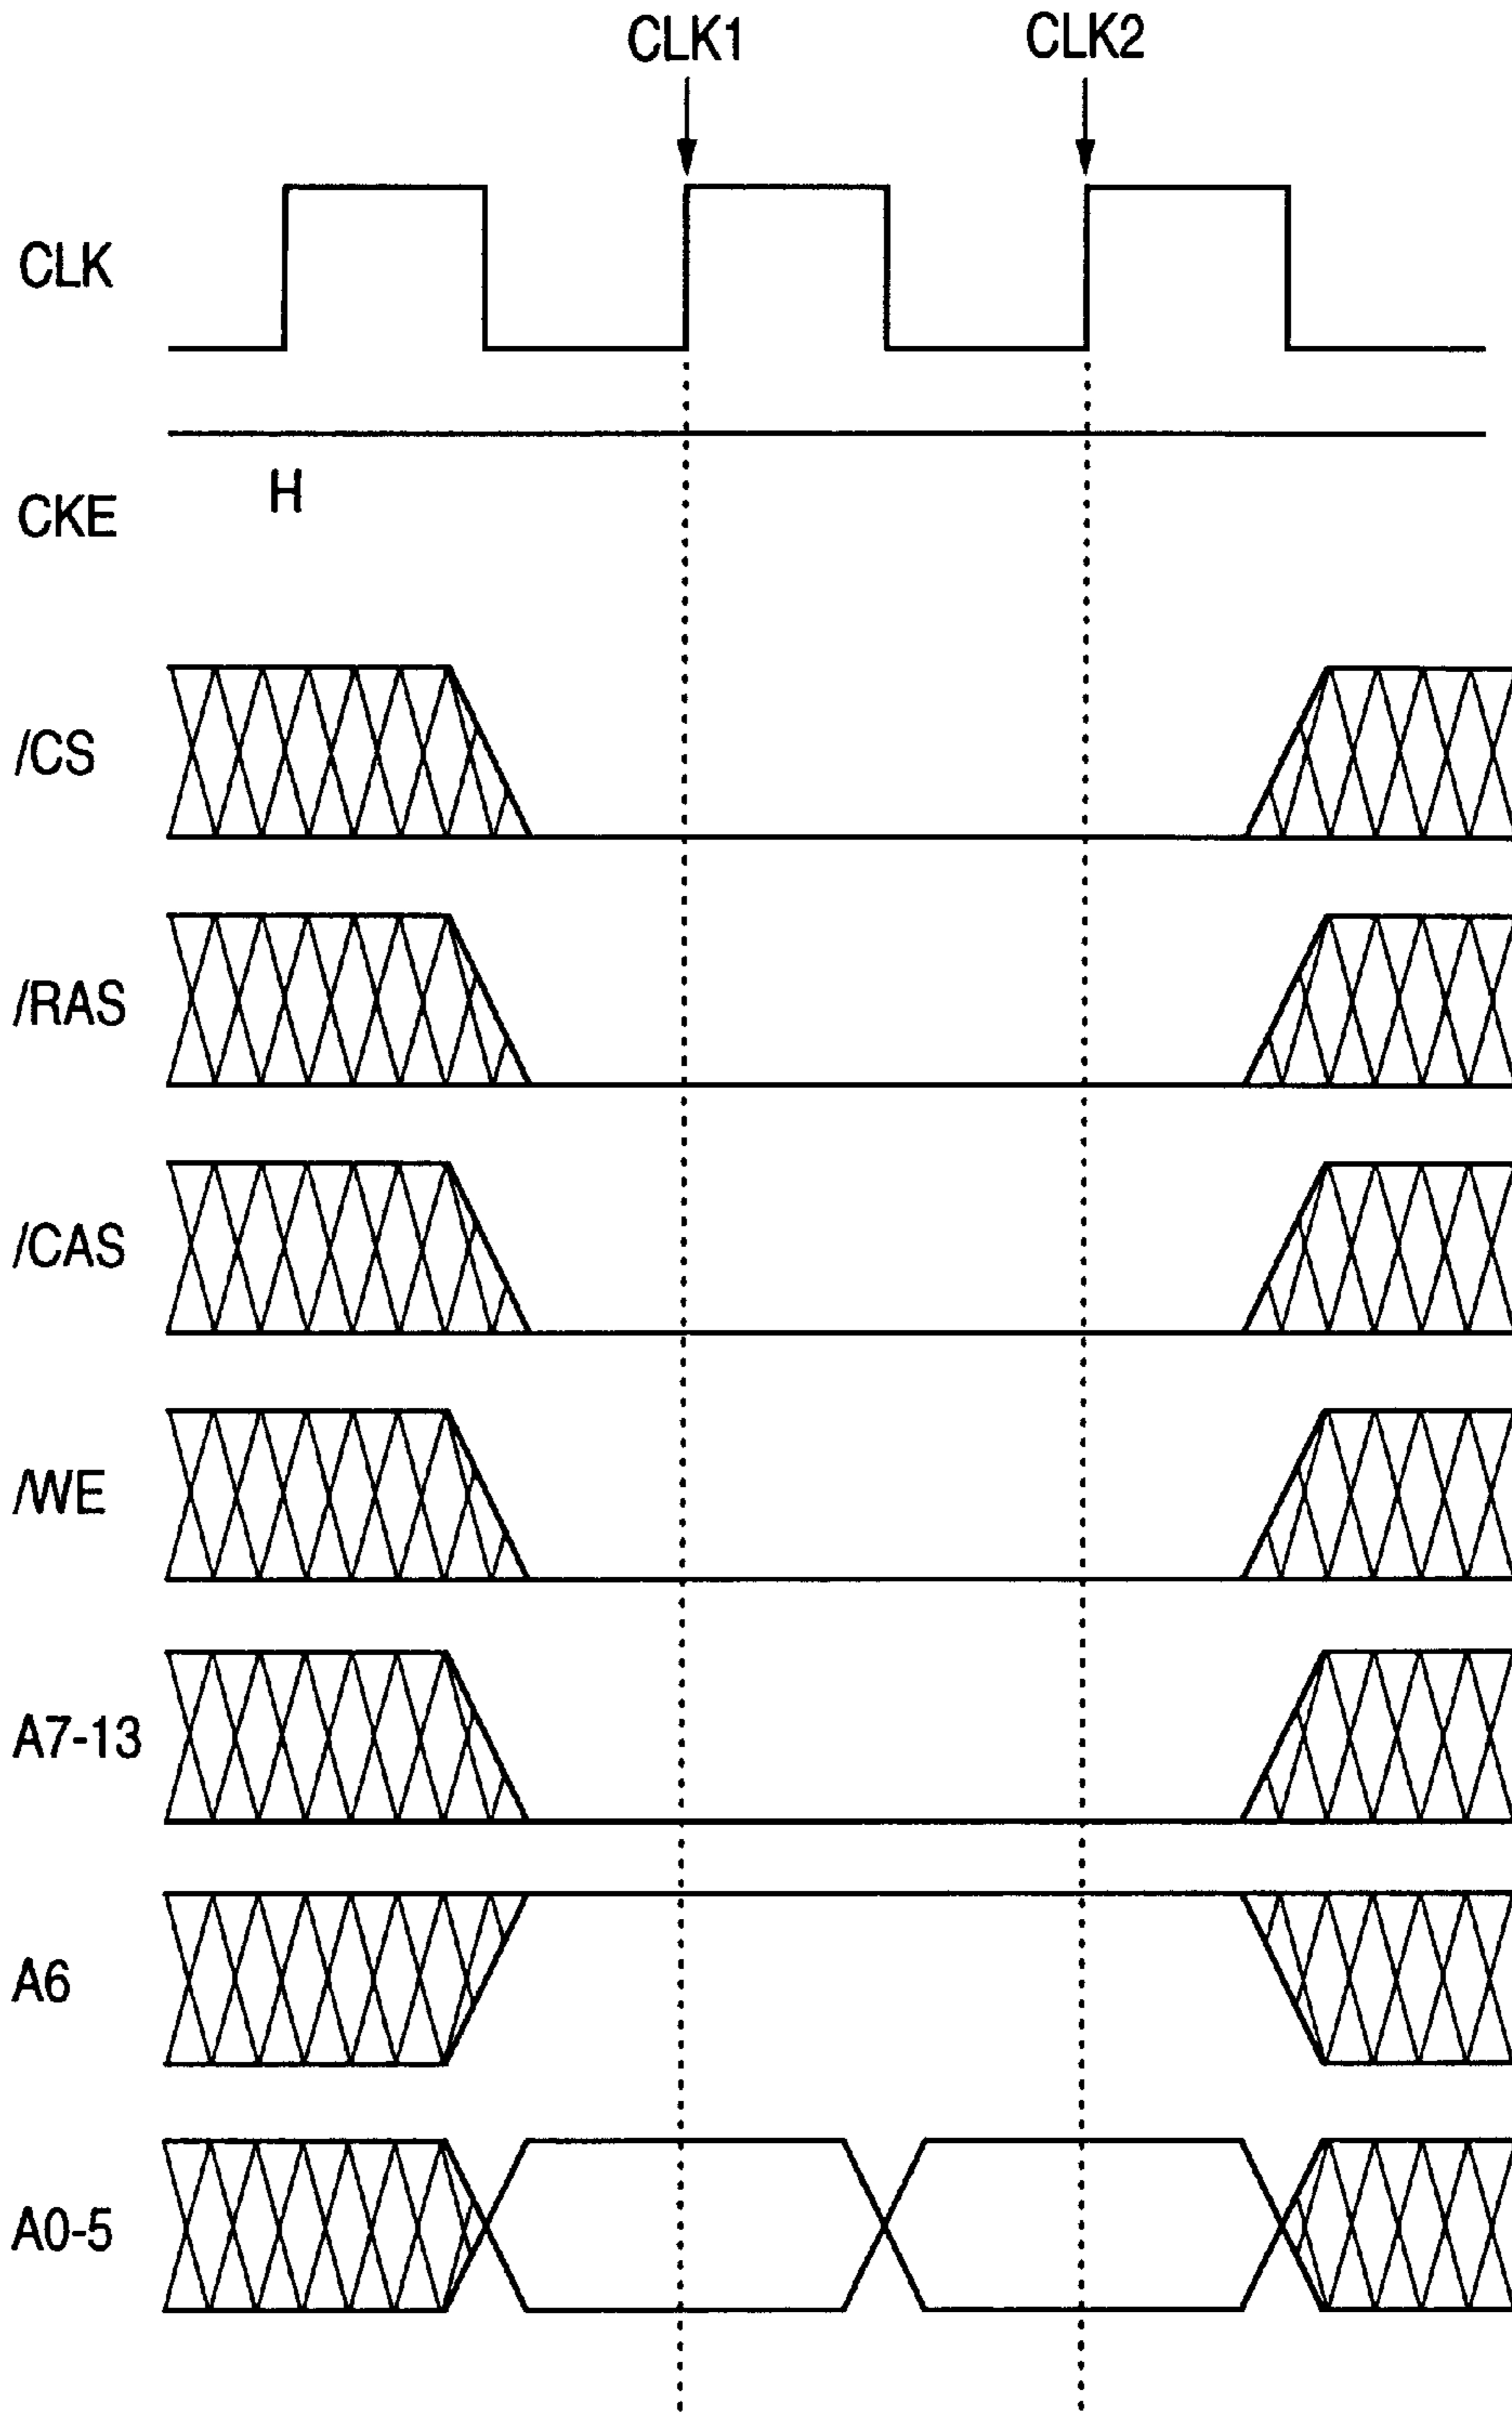 CLK1
CLK2
CLK
H
CKE
/CS
/RAS
/CAS
/WE
A7-13
A6
A0-5